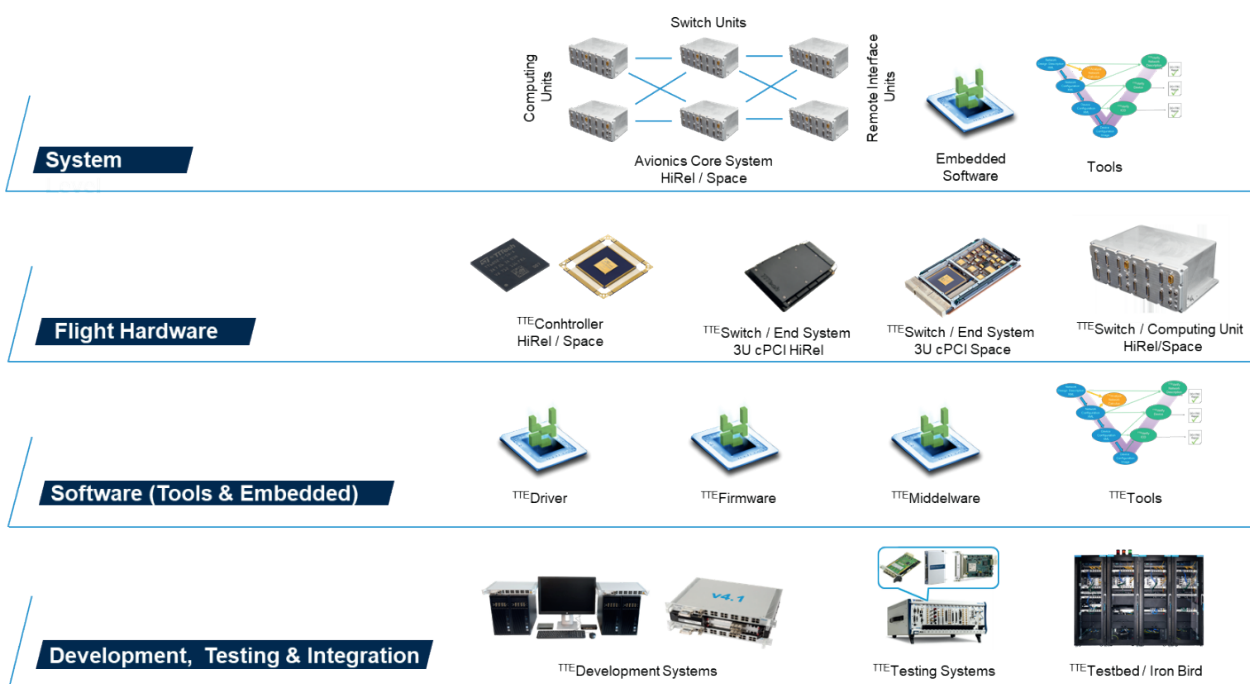 Switch Units
Computing
Units
Remote Interface
Units
Avionics Core System
HiRel / Space
Embedded
Software
Tools
System
TTEConhtroller
HiRel / Space
TTESwitch / End System
3U cPCI HiRel
TTESwitch / End System
3U cPCI Space
TTESwitch / Computing Unit
HiRel/Space
Flight Hardware
TTEDriver
TTEFirmware
TTEMiddelware
TTETools
Software (Tools & Embedded)
v4.1
TTEDevelopment Systems
TTETesting Systems
TTETestbed / Iron Bird
Development, Testing & Integration